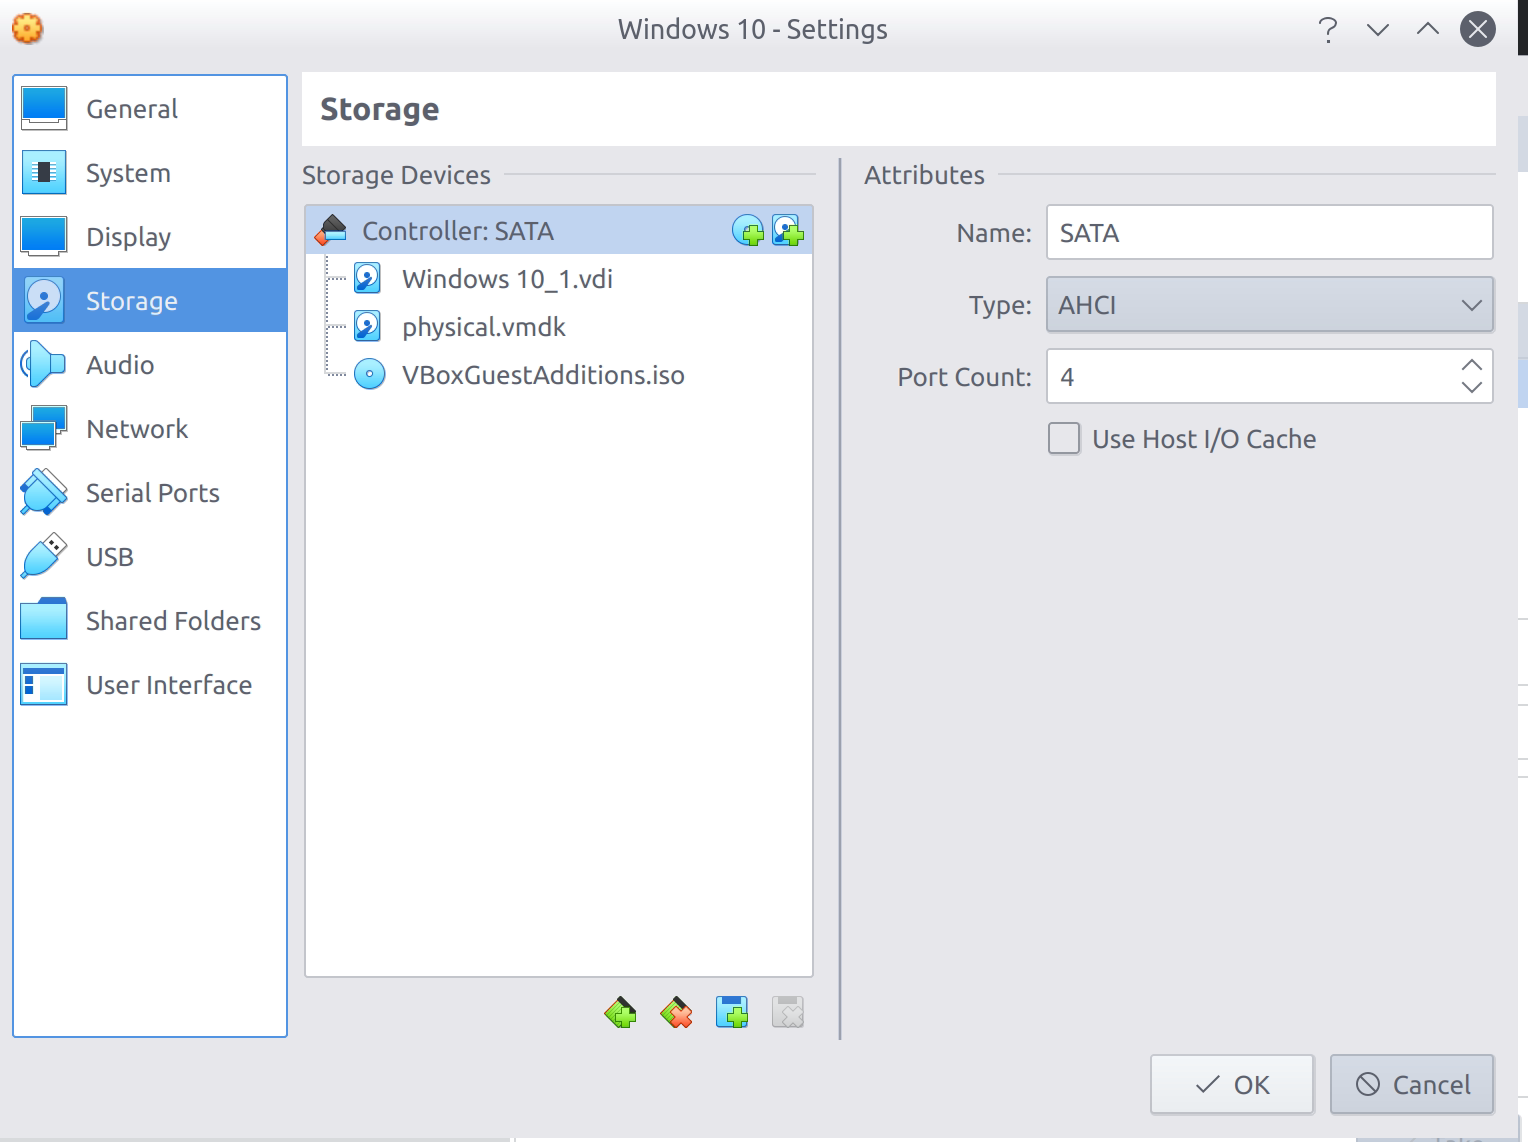 Windows 10 - Settings
General
System
Display
Storage
Audio
Network
Serial Ports
USB
Shared Folders
User Interface
Storage
Storage Devices
Controller: SATA
Windows 10_1.vdi
physical.vmdk
VBoxGuestAdditions.iso
Attributes
Name: SATA
Type: AHCI
Port Count: 4
Use Host I/O Cache
OK
Cancel